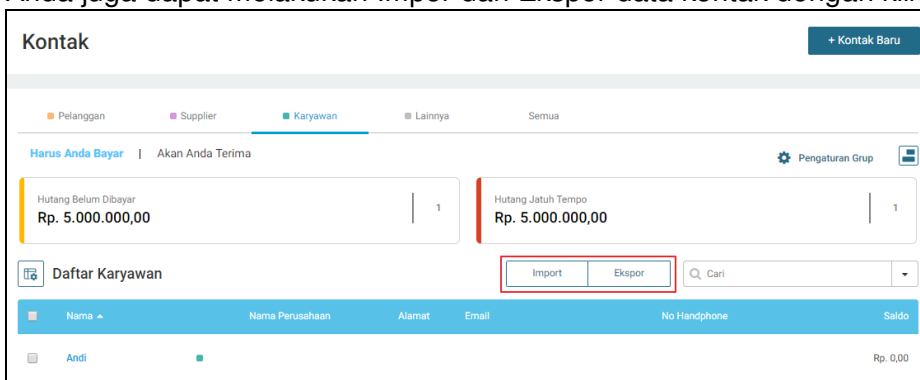 Anda juga dapat melakukan Impor dan Ekspor data kontak dengan klik
Kontak
+ Kontak Baru
Pelanggan Supplier Karyawan Lainnya Semua
Harus Anda Bayar | Akan Anda Terima
Pengaturan Grup
Hutang Belum Dibayar
Rp. 5.000.000,00
1
Hutang Jatuh Tempo
Rp. 5.000.000,00
1
Daftar Karyawan
Import Ekspor
Cari
Nama Nama Perusahaan Alamat Email No Handphone Saldo
Andi Rp. 0,00